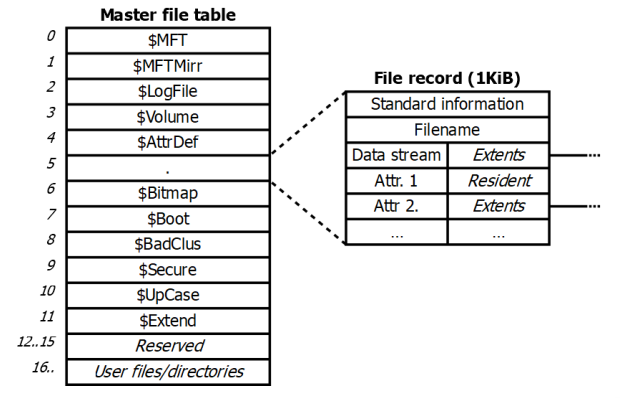 Master file table
0 $MFT
1 $MFTMirr
2 $LogFile
3 $Volume
4 $AttrDef
5 .
6 $Bitmap
7 $Boot
8 $BadClus
9 $Secure
10 $UpCase
11 $Extend
12..15 Reserved
16.. User files/directories
File record (1KiB)
Standard information
Filename
Data stream Extents
Attr. 1 Resident
Attr 2. Extents
... ...